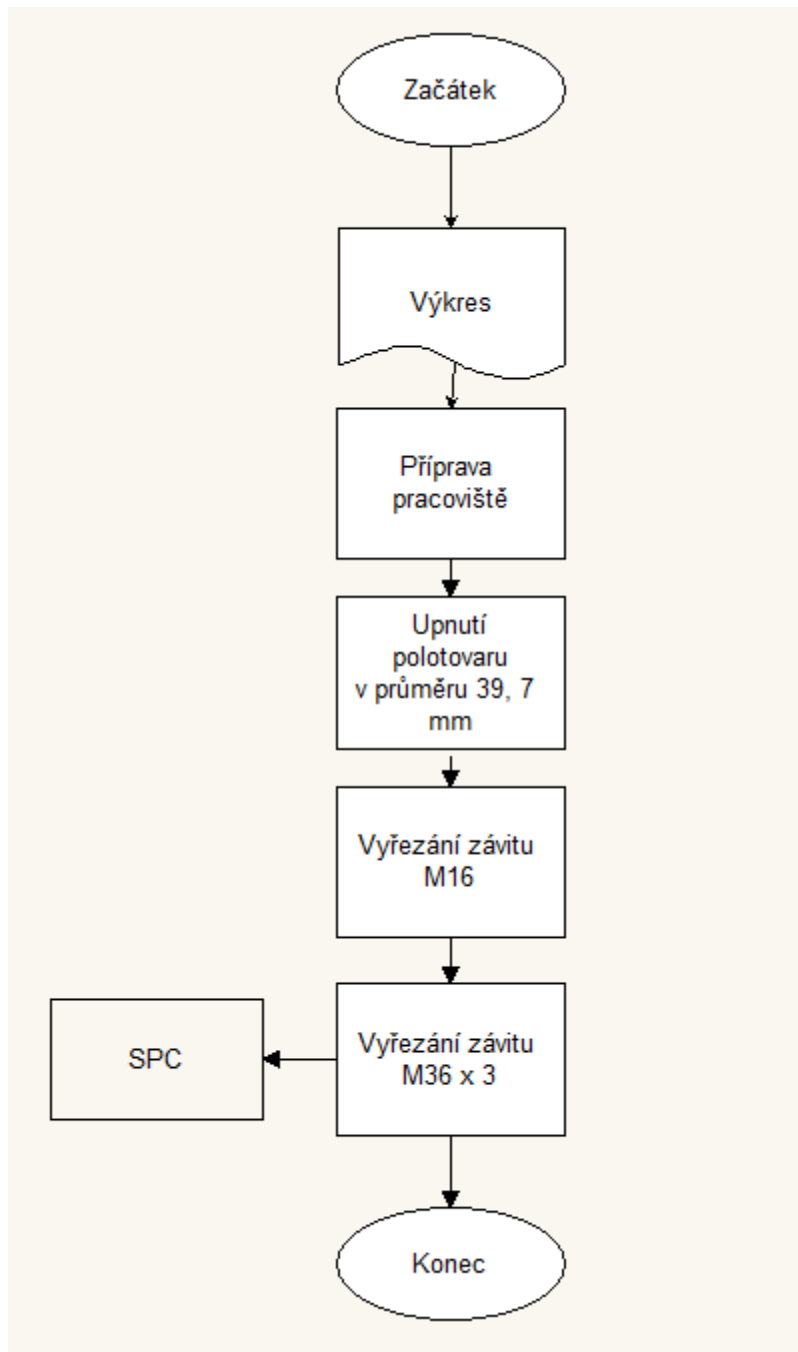 Začátek
Výkres
Příprava
pracoviště
Upnutí
polotovaru
v průměru 39, 7
mm
Vyřezání závitu
M16
SPC
Vyřezání závitu
M36 x 3
Konec